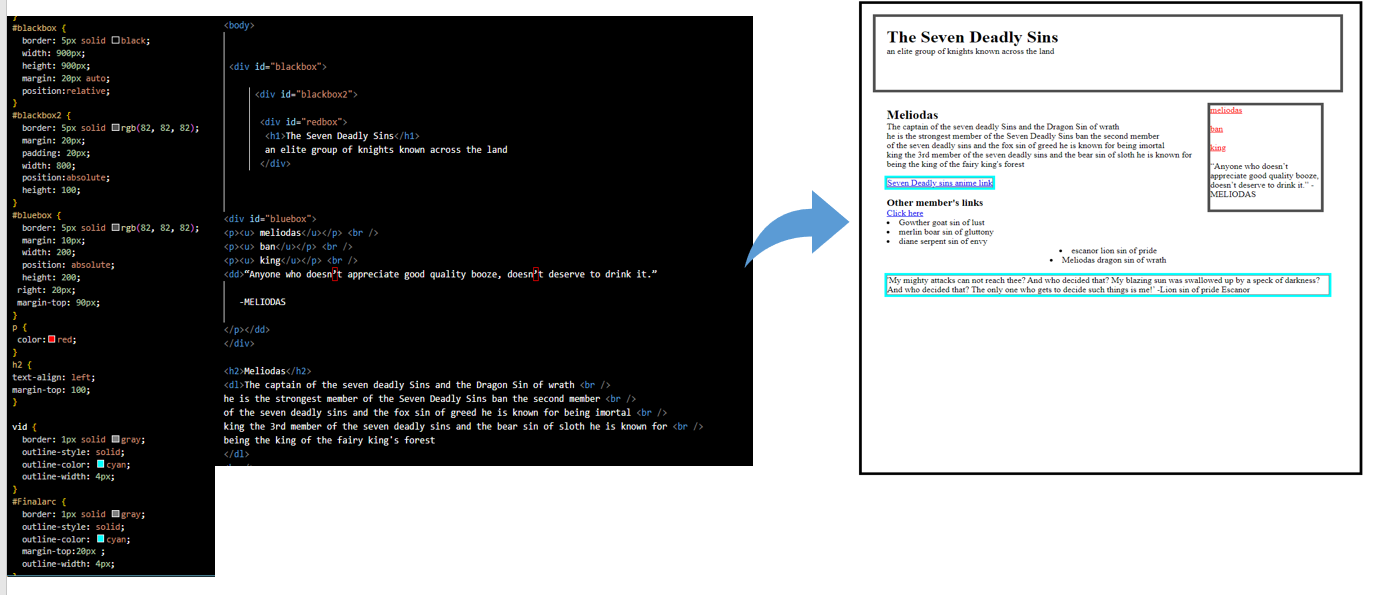 }
#blackbox {
border: 5px solid black;
width: 900px;
height: 900px;
margin: 20px auto;
position:relative;
}
#blackbox2 {
border: 5px solid rgb(82, 82, 82);
margin: 20px;
padding: 20px;
width: 800;
position:absolute;
height: 100;
}
#bluebox {
border: 5px solid rgb(82, 82, 82);
margin: 10px;
width: 200;
position: absolute;
height: 200;
right: 20px;
margin-top: 90px;
}
p {
color: red;
}
h2 {
text-align: left;
margin-top: 100;
}
vid {
border: 1px solid gray;
outline-style: solid;
outline-color: cyan;
outline-width: 4px;
}
#Finalarc {
border: 1px solid gray;
outline-style: solid;
outline-color: cyan;
margin-top:20px ;
outline-width: 4px;
}
<body>
<div id="blackbox">
<div id="blackbox2">
<div id="redbox">
<h1>The Seven Deadly Sins</h1>
an elite group of knights known across the land
</div>
<div id="bluebox">
<p><u> meliodas</u></p> <br />
<p><u> ban</u></p> <br />
<p><u> king</u></p> <br />
<dd>“Anyone who doesn’t appreciate good quality booze, doesn’t deserve to drink it.”
-MELIODAS
</p></dd>
</div>
<h2>Meliodas</h2>
<dl>The captain of the seven deadly Sins and the Dragon Sin of wrath <br />
he is the strongest member of the Seven Deadly Sins ban the second member <br />
of the seven deadly sins and the fox sin of greed he is known for being imortal <br />
king the 3rd member of the seven deadly sins and the bear sin of sloth he is known for <br />
being the king of the fairy king's forest
</dl>
The Seven Deadly Sins
an elite group of knights known across the land
Meliodas
The captain of the seven deadly Sins and the Dragon Sin of wrath
he is the strongest member of the Seven Deadly Sins ban the second member
of the seven deadly sins and the fox sin of greed he is known for being imortal
king the 3rd member of the seven deadly sins and the bear sin of sloth he is known for
being the king of the fairy king's forest
Seven Deadly sins anime link
Other member's links
Click here
• Gowther goat sin of lust
• merlin boar sin of gluttony
• diane serpent sin of envy
• escanor lion sin of pride
• Meliodas dragon sin of wrath
meliodas
ban
king
“Anyone who doesn’t
appreciate good quality booze,
doesn’t deserve to drink it.” -
MELIODAS
'My mighty attacks can not reach thee? And who decided that? My blazing sun was swallowed up by a speck of darkness?
And who decided that? The only one who gets to decide such things is me!' -Lion sin of pride Escanor